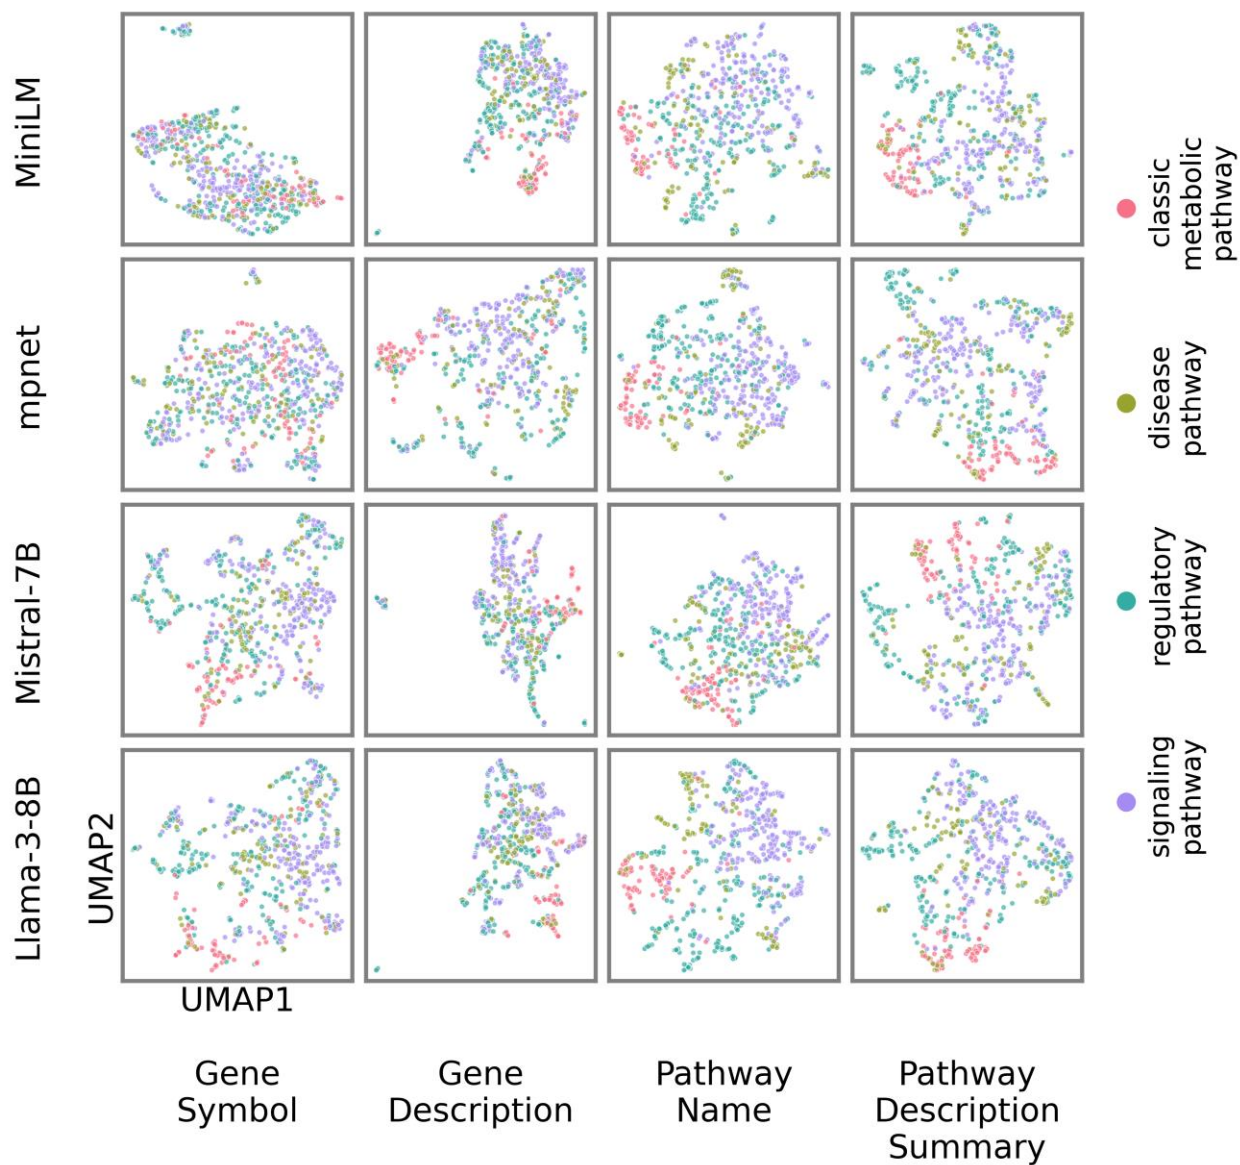 MiniLM
mpnet
Mistral-7B
Llama-3-8B
UMAP2
UMAP1
Gene
Symbol
Gene
Description
Pathway
Name
Pathway
Description
Summary
classic
metabolic
pathway
disease
pathway
regulatory
pathway
signaling
pathway